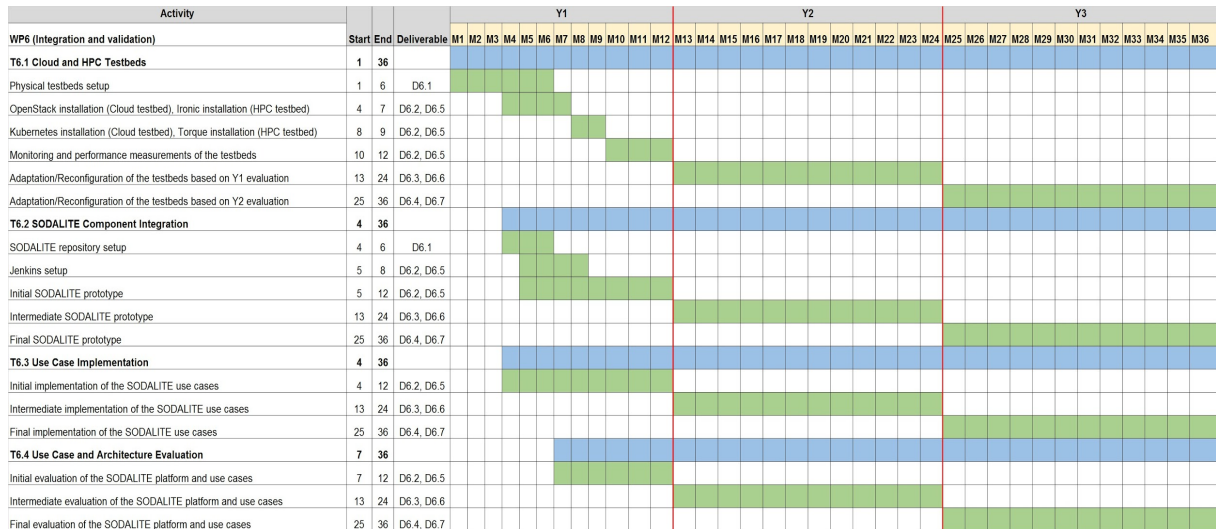 Activity Y1 Y2 Y3
WP6 (Integration and validation) Start End Deliverable M1 M2 M3 M4 M5 M6 M7 M8 M9 M10 M11 M12 M13 M14 M15 M16 M17 M18 M19 M20 M21 M22 M23 M24 M25 M26 M27 M28 M29 M30 M31 M32 M33 M34 M35 M36
T6.1 Cloud and HPC Testbeds 1 36
Physical testbeds setup 1 6 D6.1
OpenStack installation (Cloud testbed), Ironic installation (HPC testbed) 4 7 D6.2, D6.5
Kubernetes installation (Cloud testbed), Torque installation (HPC testbed) 8 9 D6.2, D6.5
Monitoring and performance measurements of the testbeds 10 12 D6.2, D6.5
Adaptation/Reconfiguration of the testbeds based on Y1 evaluation 13 24 D6.3, D6.6
Adaptation/Reconfiguration of the testbeds based on Y2 evaluation 25 36 D6.4, D6.7
T6.2 SODALITE Component Integration 4 36
SODALITE repository setup 4 6 D6.1
Jenkins setup 5 8 D6.2, D6.5
Initial SODALITE prototype 5 12 D6.2, D6.5
Intermediate SODALITE prototype 13 24 D6.3, D6.6
Final SODALITE prototype 25 36 D6.4, D6.7
T6.3 Use Case Implementation 4 36
Initial implementation of the SODALITE use cases 4 12 D6.2, D6.5
Intermediate implementation of the SODALITE use cases 13 24 D6.3, D6.6
Final implementation of the SODALITE use cases 25 36 D6.4, D6.7
T6.4 Use Case and Architecture Evaluation 7 36
Initial evaluation of the SODALITE platform and use cases 7 12 D6.2, D6.5
Intermediate evaluation of the SODALITE platform and use cases 13 24 D6.3, D6.6
Final evaluation of the SODALITE platform and use cases 25 36 D6.4, D6.7